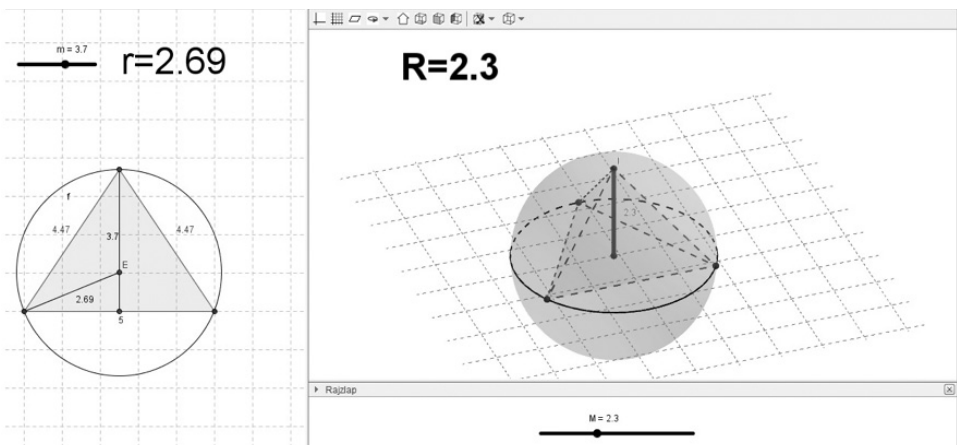 m = 3.7
r=2.69
f
4.47
4.47
3.7
E
2.69
5
R=2.3
2.3
Rajzlap
M = 2.3